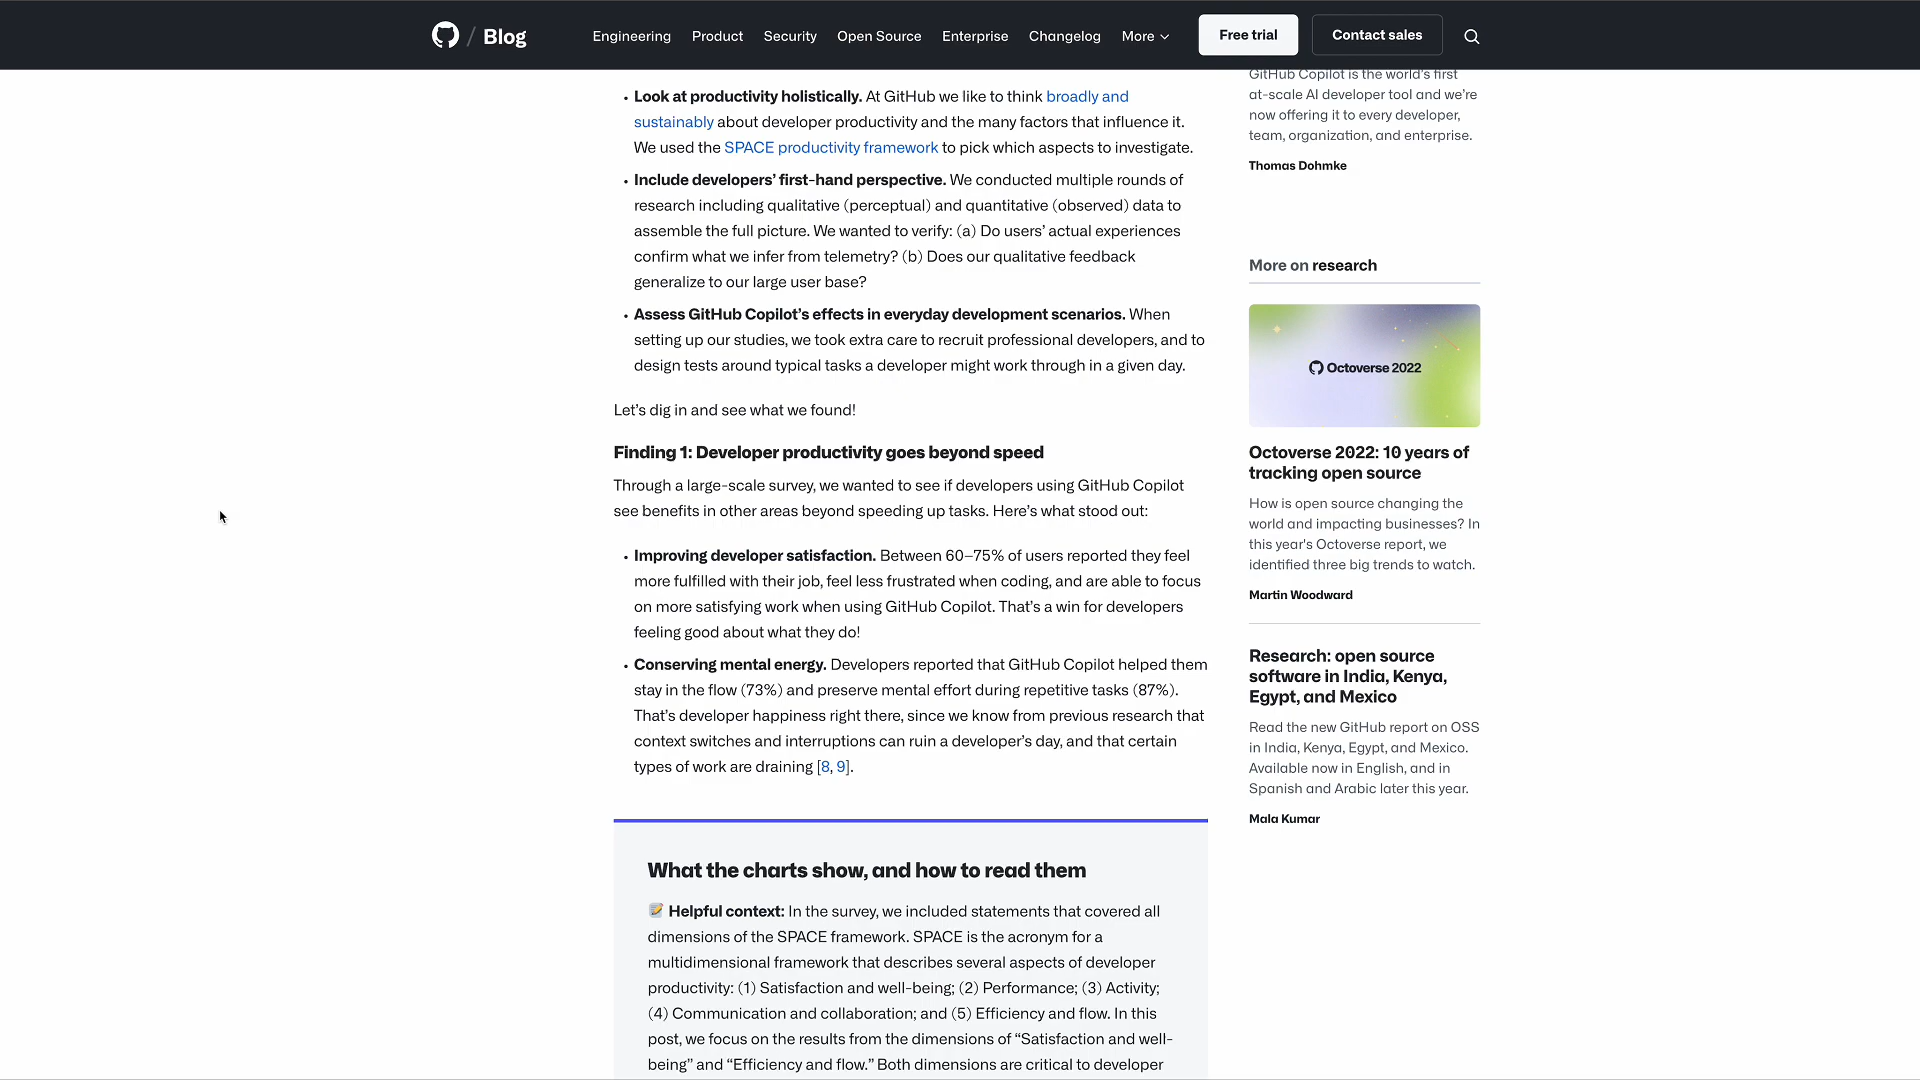 / Blog
Engineering Product Security Open Source Enterprise Changelog More Free trial Contact sales
• Look at productivity holistically. At GitHub we like to think broadly and
sustainably about developer productivity and the many factors that influence it.
We used the SPACE productivity framework to pick which aspects to investigate.
• Include developers’ first-hand perspective. We conducted multiple rounds of
research including qualitative (perceptual) and quantitative (observed) data to
assemble the full picture. We wanted to verify: (a) Do users’ actual experiences
confirm what we infer from telemetry? (b) Does our qualitative feedback
generalize to our large user base?
• Assess GitHub Copilot’s effects in everyday development scenarios. When
setting up our studies, we took extra care to recruit professional developers, and to
design tests around typical tasks a developer might work through in a given day.
Let’s dig in and see what we found!
Finding 1: Developer productivity goes beyond speed
Through a large-scale survey, we wanted to see if developers using GitHub Copilot
see benefits in other areas beyond speeding up tasks. Here’s what stood out:
• Improving developer satisfaction. Between 60–75% of users reported they feel
more fulfilled with their job, feel less frustrated when coding, and are able to focus
on more satisfying work when using GitHub Copilot. That’s a win for developers
feeling good about what they do!
• Conserving mental energy. Developers reported that GitHub Copilot helped them
stay in the flow (73%) and preserve mental effort during repetitive tasks (87%).
That’s developer happiness right there, since we know from previous research that
context switches and interruptions can ruin a developer’s day, and that certain
types of work are draining [8, 9].
What the charts show, and how to read them
📝 Helpful context: In the survey, we included statements that covered all
dimensions of the SPACE framework. SPACE is the acronym for a
multidimensional framework that describes several aspects of developer
productivity: (1) Satisfaction and well-being; (2) Performance; (3) Activity;
(4) Communication and collaboration; and (5) Efficiency and flow. In this
post, we focus on the results from the dimensions of “Satisfaction and well-
being” and “Efficiency and flow.” Both dimensions are critical to developer
GitHub Copilot is the world’s first
at-scale AI developer tool and we’re
now offering it to every developer,
team, organization, and enterprise.
Thomas Dohmke
More on research
Octoverse 2022
Octoverse 2022: 10 years of
tracking open source
How is open source changing the
world and impacting businesses? In
this year's Octoverse report, we
identified three big trends to watch.
Martin Woodward
Research: open source
software in India, Kenya,
Egypt, and Mexico
Read the new GitHub report on OSS
in India, Kenya, Egypt, and Mexico.
Available now in English, and in
Spanish and Arabic later this year.
Mala Kumar